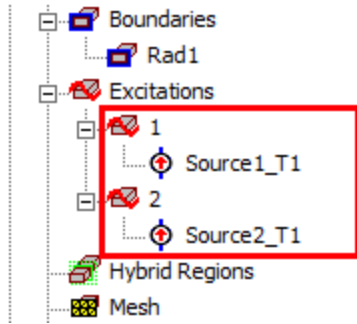 Boundaries
Rad1
Excitations
1
Source1_T1
2
Source2_T1
Hybrid Regions
Mesh